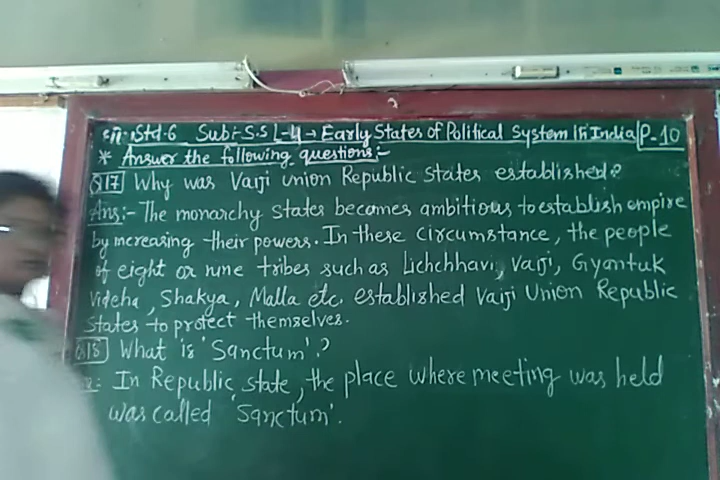 Std.6 Sub:-S.S L-4 → Early States of Political System In India P-10
* Answer the following questions:-
Q17 Why was Vajji union Republic states established?
Ans:- The monarchy states becomes ambitious to establish empire
by increasing their powers. In these circumstance, the people
of eight or nine tribes such as Lichchhavi, Vajji, Gyantuk
Videha, Shakya, Malla etc. established Vajji Union Republic
states to protect themselves.
Q18 What is 'Sanctum'?
In Republic state, the place where meeting was held
was called 'Sanctum'.